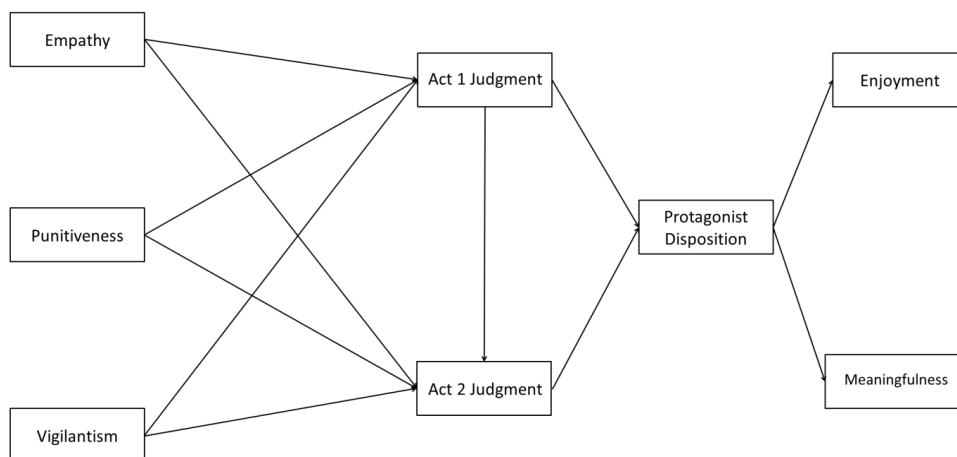 Empathy
Act 1 Judgment
Enjoyment
Punitiveness
Protagonist
Disposition
Vigilantism
Act 2 Judgment
Meaningfulness